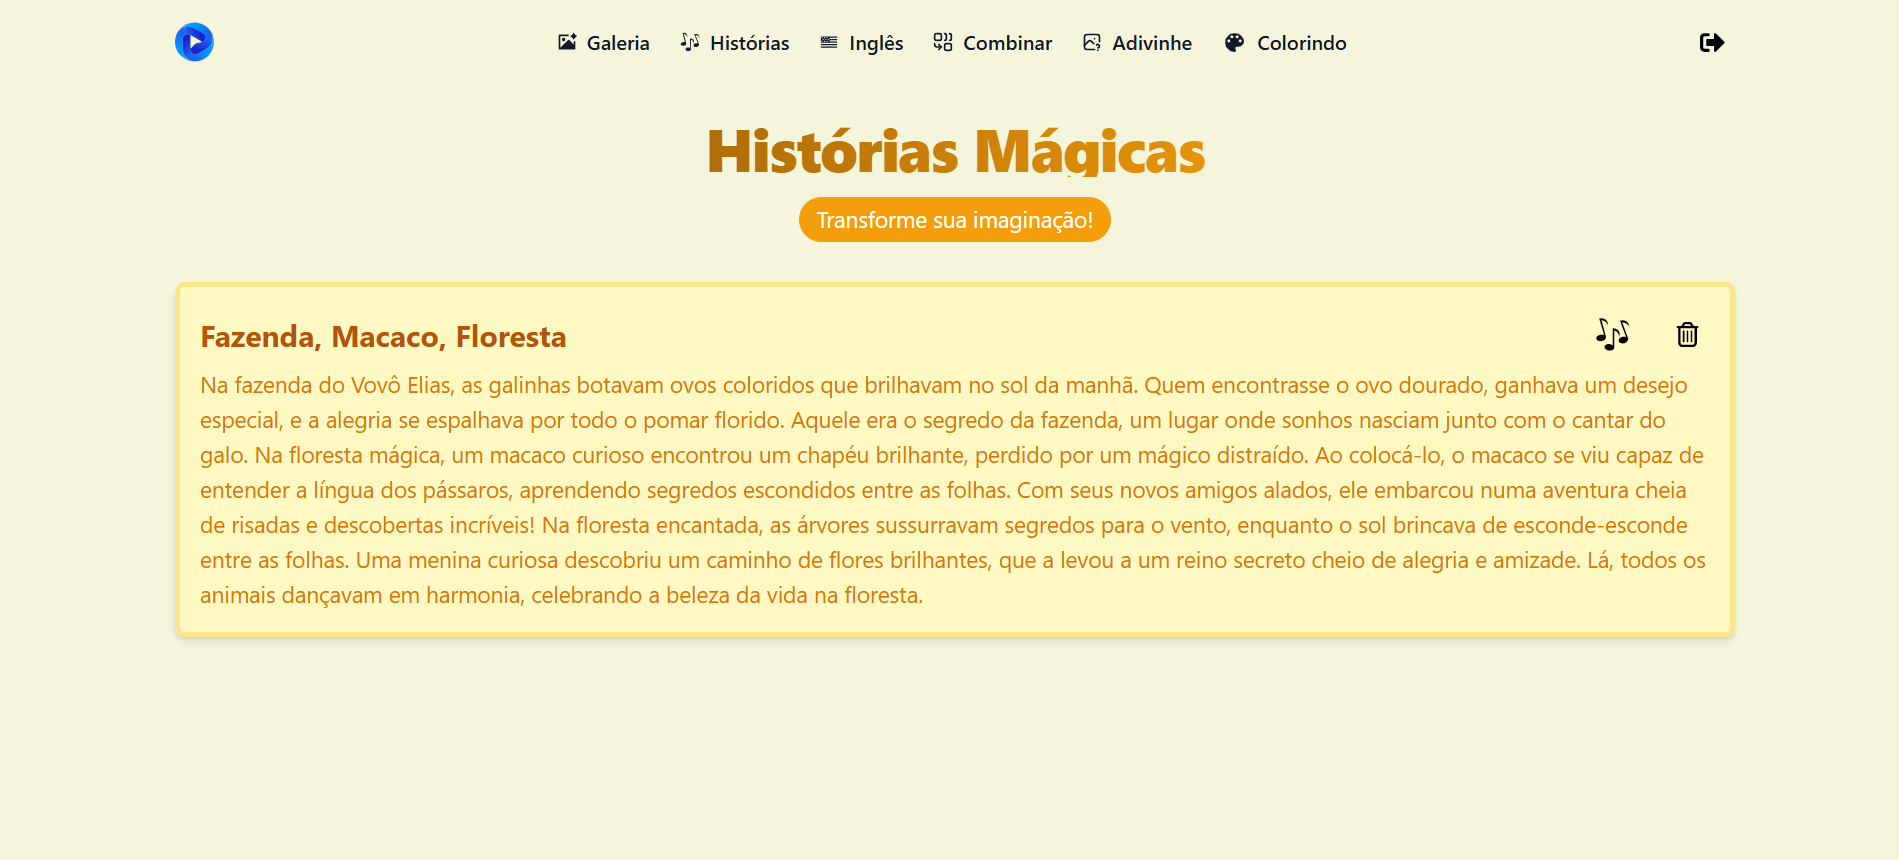 Galeria Histórias Inglês Combinar Adivinhe Colorindo
Histórias Mágicas
Transforme sua imaginação!
Fazenda, Macaco, Floresta
Na fazenda do Vovô Elias, as galinhas botavam ovos coloridos que brilhavam no sol da manhã. Quem encontrasse o ovo dourado, ganhava um desejo
especial, e a alegria se espalhava por todo o pomar florido. Aquele era o segredo da fazenda, um lugar onde sonhos nasciam junto com o cantar do
galo. Na floresta mágica, um macaco curioso encontrou um chapéu brilhante, perdido por um mágico distraído. Ao colocá-lo, o macaco se viu capaz de
entender a língua dos pássaros, aprendendo segredos escondidos entre as folhas. Com seus novos amigos alados, ele embarcou numa aventura cheia
de risadas e descobertas incríveis! Na floresta encantada, as árvores sussurravam segredos para o vento, enquanto o sol brincava de esconde-esconde
entre as folhas. Uma menina curiosa descobriu um caminho de flores brilhantes, que a levou a um reino secreto cheio de alegria e amizade. Lá, todos os
animais dançavam em harmonia, celebrando a beleza da vida na floresta.